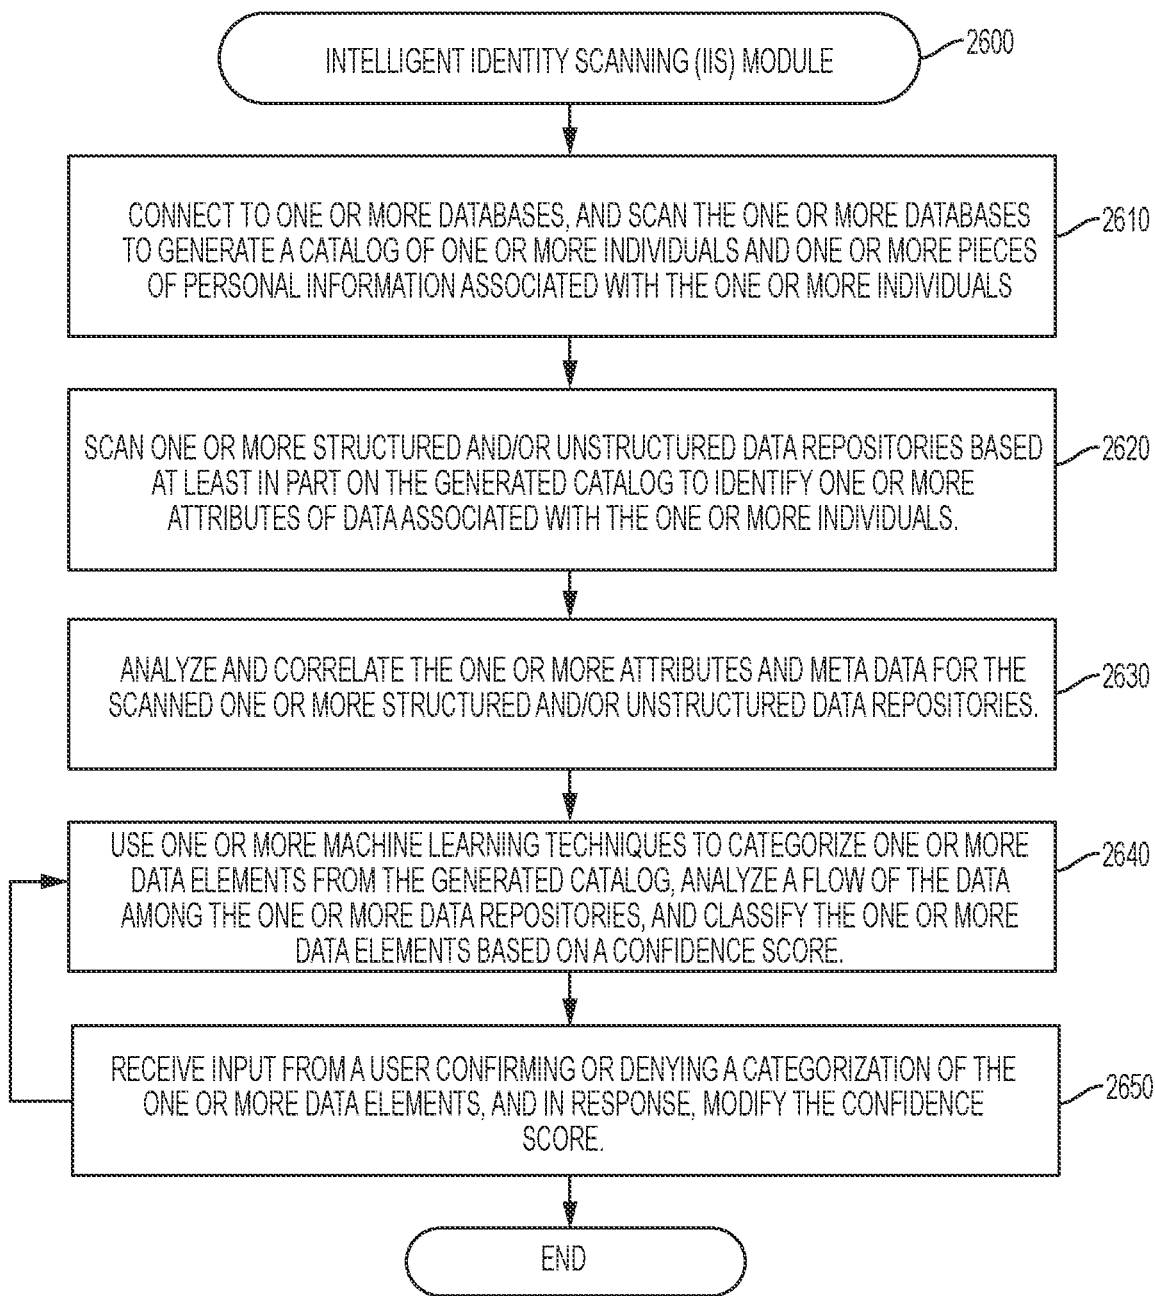 INTELLIGENT IDENTITY SCANNING (IIS) MODULE
2600
CONNECT TO ONE OR MORE DATABASES, AND SCAN THE ONE OR MORE DATABASES
TO GENERATE A CATALOG OF ONE OR MORE INDIVIDUALS AND ONE OR MORE PIECES
OF PERSONAL INFORMATION ASSOCIATED WITH THE ONE OR MORE INDIVIDUALS
2610
SCAN ONE OR MORE STRUCTURED AND/OR UNSTRUCTURED DATA REPOSITORIES BASED
AT LEAST IN PART ON THE GENERATED CATALOG TO IDENTIFY ONE OR MORE
ATTRIBUTES OF DATA ASSOCIATED WITH THE ONE OR MORE INDIVIDUALS.
2620
ANALYZE AND CORRELATE THE ONE OR MORE ATTRIBUTES AND META DATA FOR THE
SCANNED ONE OR MORE STRUCTURED AND/OR UNSTRUCTURED DATA REPOSITORIES.
2630
USE ONE OR MORE MACHINE LEARNING TECHNIQUES TO CATEGORIZE ONE OR MORE
DATA ELEMENTS FROM THE GENERATED CATALOG, ANALYZE A FLOW OF THE DATA
AMONG THE ONE OR MORE DATA REPOSITORIES, AND CLASSIFY THE ONE OR MORE
DATA ELEMENTS BASED ON A CONFIDENCE SCORE.
2640
RECEIVE INPUT FROM A USER CONFIRMING OR DENYING A CATEGORIZATION OF THE
ONE OR MORE DATA ELEMENTS, AND IN RESPONSE, MODIFY THE CONFIDENCE
SCORE.
2650
END